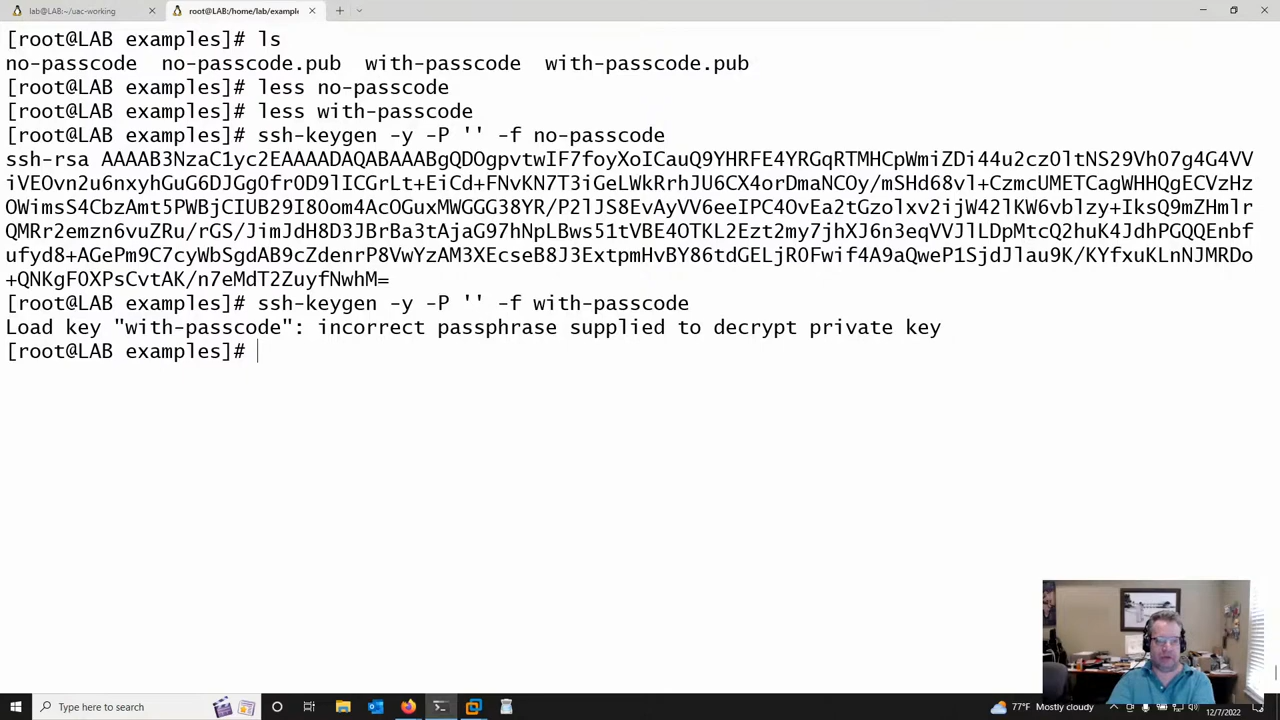 lab@LAB:~/uac-working
root@LAB:/home/lab/example
[root@LAB examples]# ls
no-passcode  no-passcode.pub  with-passcode  with-passcode.pub
[root@LAB examples]# less no-passcode
[root@LAB examples]# less with-passcode
[root@LAB examples]# ssh-keygen -y -P '' -f no-passcode
ssh-rsa AAAAB3NzaC1yc2EAAAADAQABAAABgQDOgpvtwIF7foyXoICauQ9YHRFE4YRGqRTMHCpWmiZDi44u2cz0ltNS29Vh07g4G4VV
iVEOvn2u6nxyhGuG6DJGg0fr0D9lICGrLt+EiCd+FNvKN7T3iGeLWkRrhJU6CX4orDmaNCOy/mSHd68vl+CzmcUMETCagWHHQgECVzHz
OWimsS4CbzAmt5PWBjCIUB29I8Oom4AcOGuxMWGGG38YR/P2lJS8EvAyVV6eeIPC4OvEa2tGzolxv2ijW42lKW6vblzy+IksQ9mZHmlr
QMRr2emzn6vuZRu/rGS/JimJdH8D3JBrBa3tAjaG97hNpLBws51tVBE4OTKL2Ezt2my7jhXJ6n3eqVVJlLDpMtcQ2huK4JdhPGQQEnbf
ufyd8+AGePm9C7cyWbSgdAB9cZdenrP8VwYzAM3XEcseB8J3ExtpmHvBY86tdGELjR0Fwif4A9aQweP1SjdJlau9K/KYfxuKLnNJMRDo
+QNKgFOXPsCvtAK/n7eMdT2ZuyfNwhM=
[root@LAB examples]# ssh-keygen -y -P '' -f with-passcode
Load key "with-passcode": incorrect passphrase supplied to decrypt private key
[root@LAB examples]#
Type here to search
77°F Mostly cloudy
12/7/2022